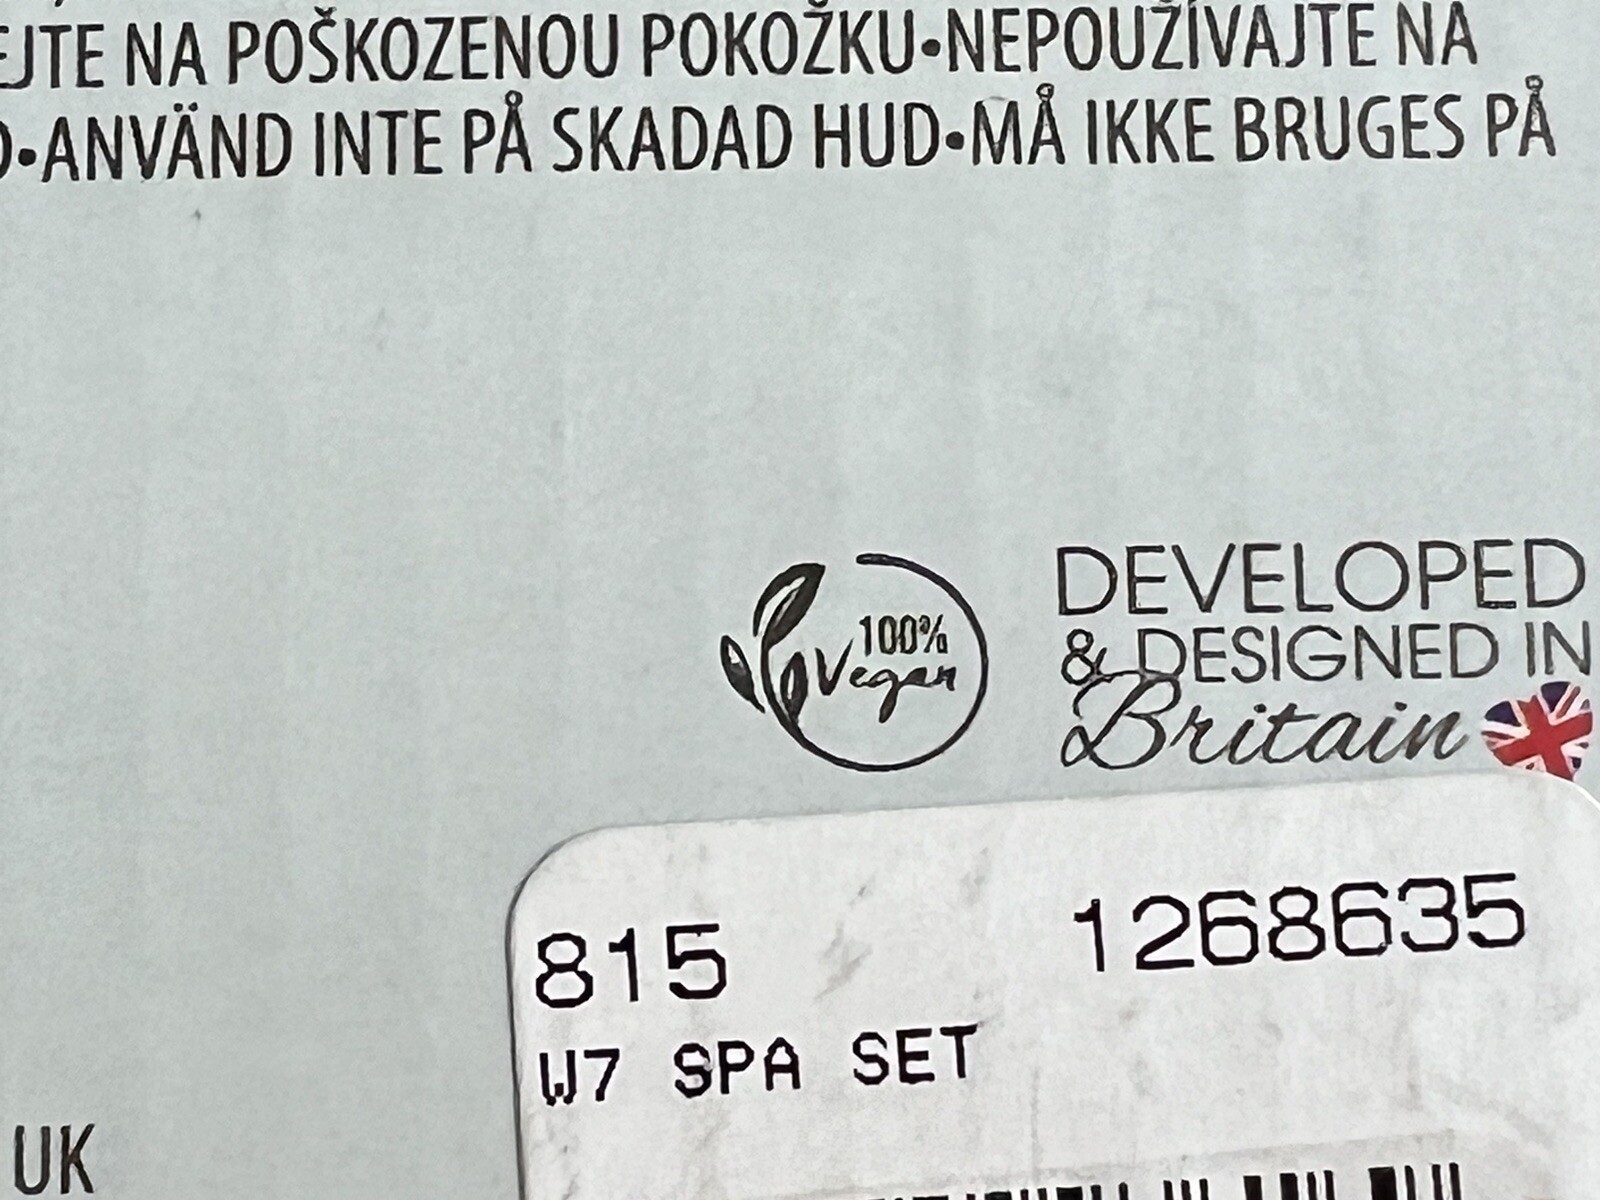 EJTE NA POŠKOZENOU POKOŽKU•NEPOUŽÍVAJTE NA
•ANVÄND INTE PÅ SKADAD HUD•MÅ IKKE BRUGES PÅ
100%
Vegan
DEVELOPED
& DESIGNED IN
Britain
815 1268635
W7 SPA SET
UK